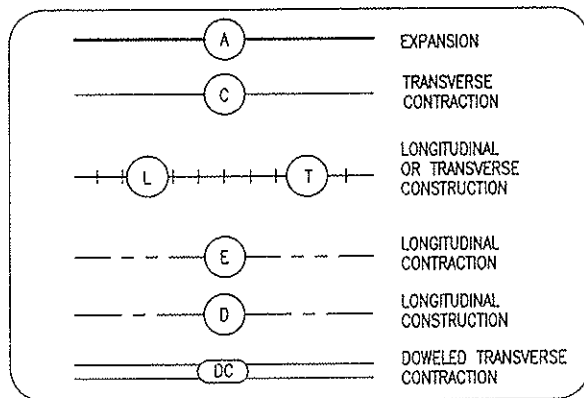 A EXPANSION
C TRANSVERSE
CONTRACTION
L T LONGITUDINAL
OR TRANSVERSE
CONSTRUCTION
E LONGITUDINAL
CONTRACTION
D LONGITUDINAL
CONSTRUCTION
DC DOWELED TRANSVERSE
CONTRACTION